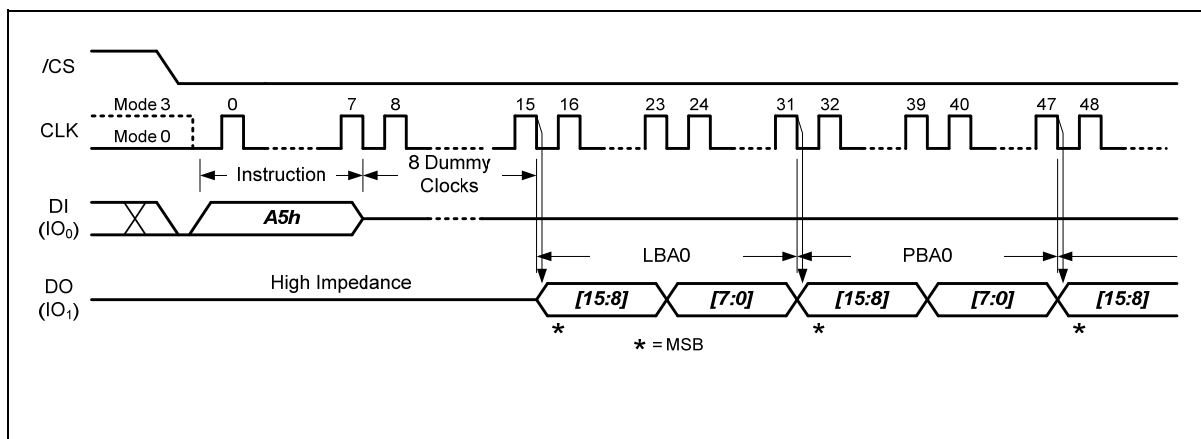 /CS
Mode 3 0 7 8 15 16 23 24 31 32 39 40 47 48
CLK
Mode 0
Instruction 8 Dummy Clocks
DI
(IO0)
A5h
LBA0 PBA0
DO
(IO1)
High Impedance [15:8] [7:0] [15:8] [7:0] [15:8]
* * *
* = MSB